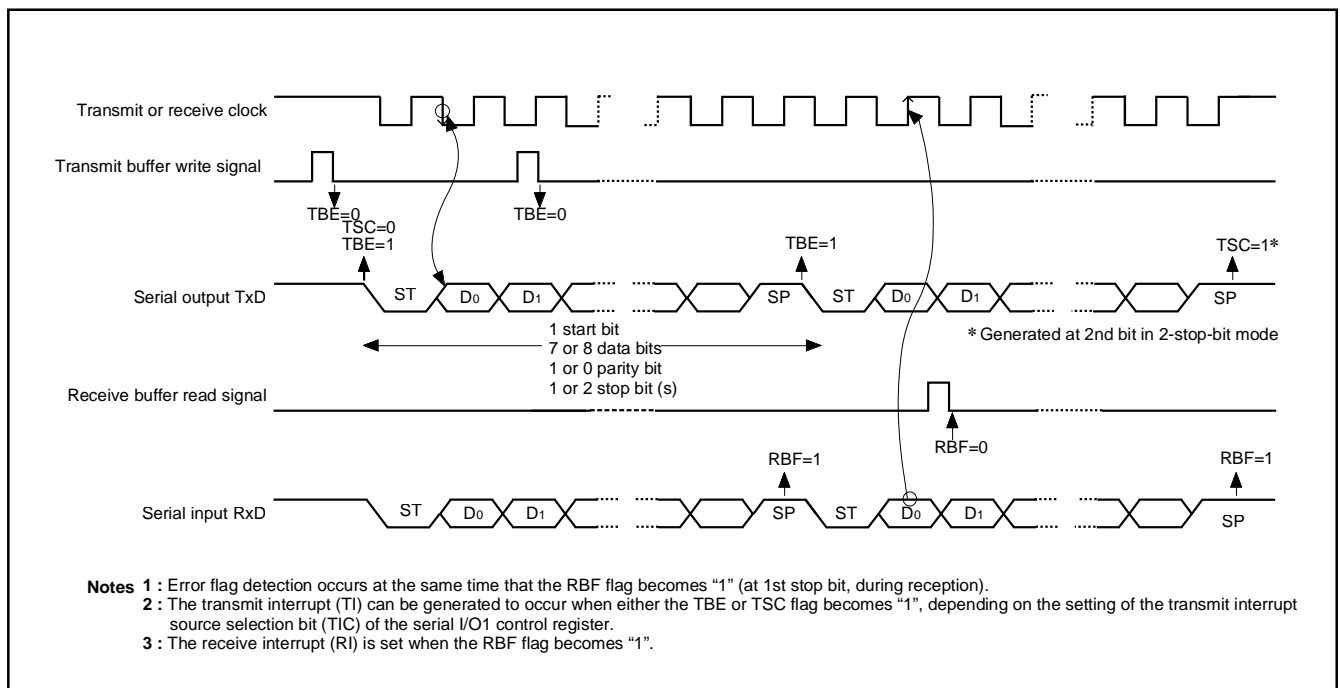 Transmit or receive clock
Transmit buffer write signal
TBE=0
TSC=0
TBE=1
TBE=0
TBE=1
TSC=1*
Serial output TxD
ST
D0
D1
SP
ST
D0
D1
SP
1 start bit
7 or 8 data bits
1 or 0 parity bit
1 or 2 stop bit (s)
* Generated at 2nd bit in 2-stop-bit mode
Receive buffer read signal
RBF=0
RBF=1
RBF=1
Serial input RxD
ST
D0
D1
SP
ST
D0
D1
SP
Notes 1 : Error flag detection occurs at the same time that the RBF flag becomes “1” (at 1st stop bit, during reception).
2 : The transmit interrupt (TI) can be generated to occur when either the TBE or TSC flag becomes “1”, depending on the setting of the transmit interrupt
source selection bit (TIC) of the serial I/O1 control register.
3 : The receive interrupt (RI) is set when the RBF flag becomes “1”.